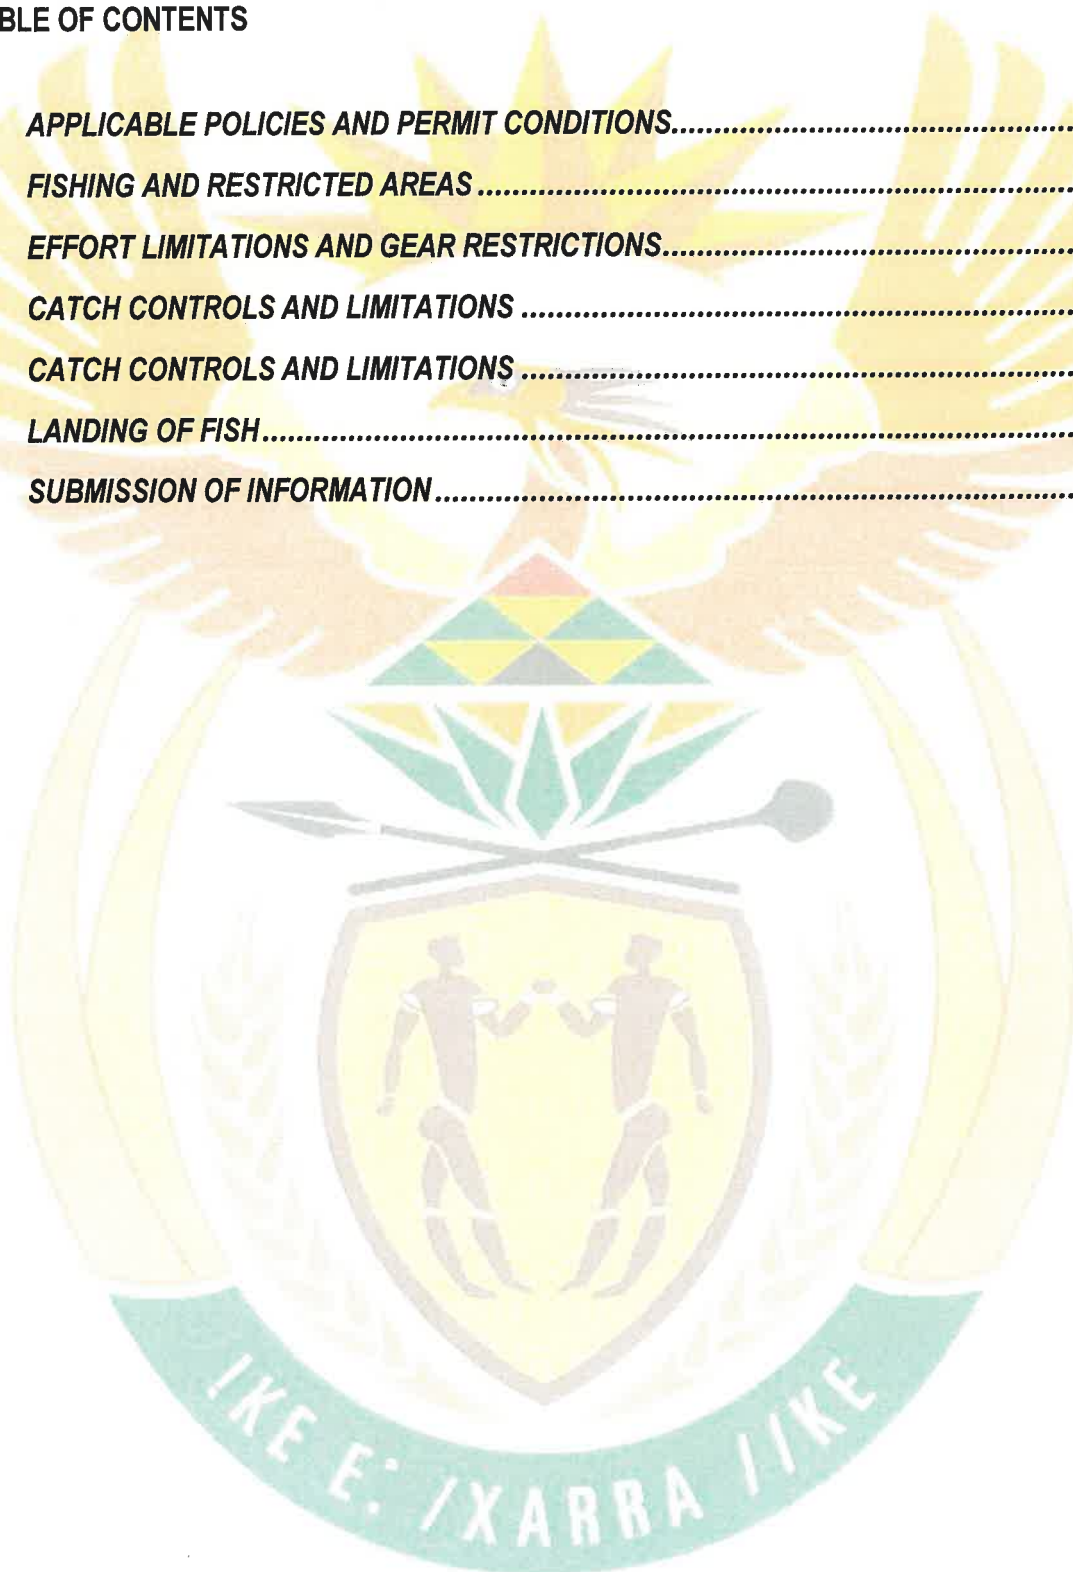 BLE OF CONTENTS
APPLICABLE POLICIES AND PERMIT CONDITIONS..........................................
FISHING AND RESTRICTED AREAS ....................................................................
EFFORT LIMITATIONS AND GEAR RESTRICTIONS...............................................
CATCH CONTROLS AND LIMITATIONS ...............................................................
CATCH CONTROLS AND LIMITATIONS ...............................................................
LANDING OF FISH..............................................................................................
SUBMISSION OF INFORMATION..........................................................................
!KE E: /XARRA //KE